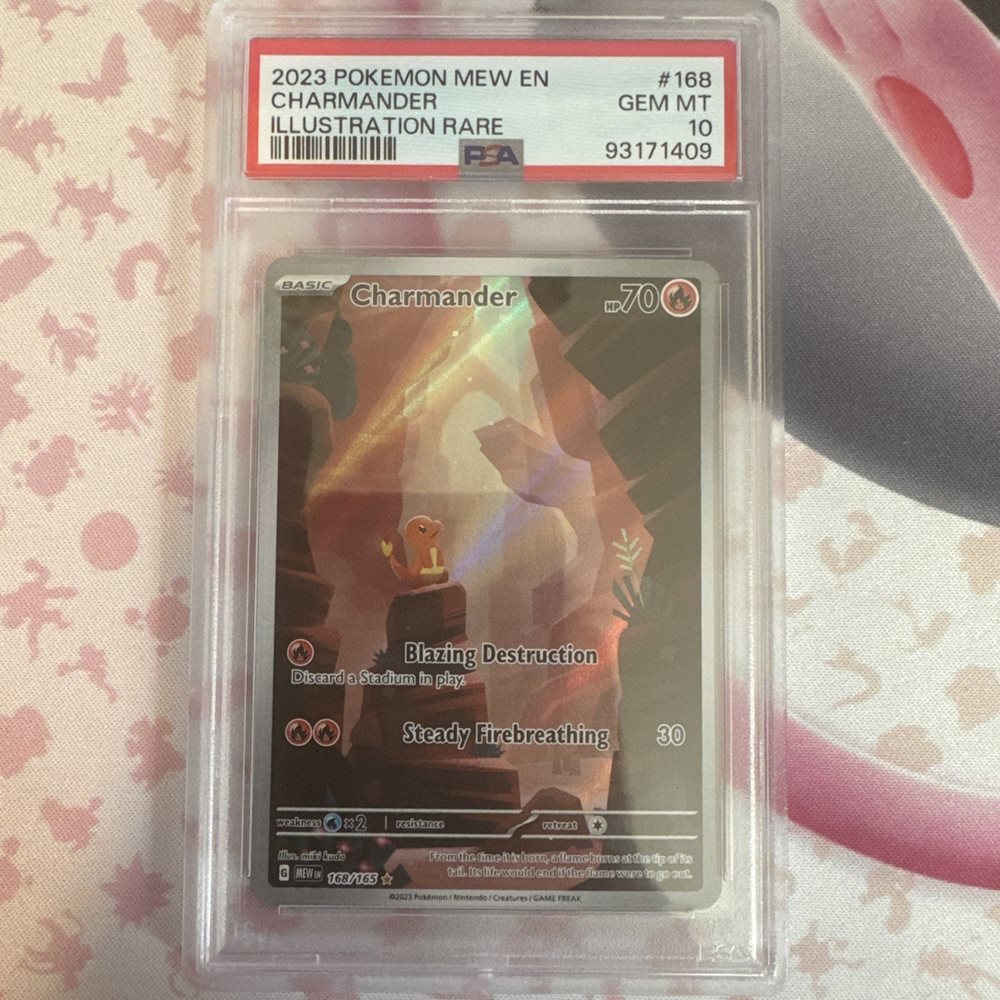 2023 POKEMON MEW EN #168
CHARMANDER GEM MT
ILLUSTRATION RARE 10
PSA 93171409
BASIC Charmander HP70
Blazing Destruction
Discard a Stadium in play.
Steady Firebreathing 30
weakness x2 resistance retreat
Illus. miki kudo
From the time it is born, a flame burns at the tip of its
tail. Its life would end if the flame were to go out.
G MEW EN 168/165
©2023 Pokémon / Nintendo / Creatures / GAME FREAK